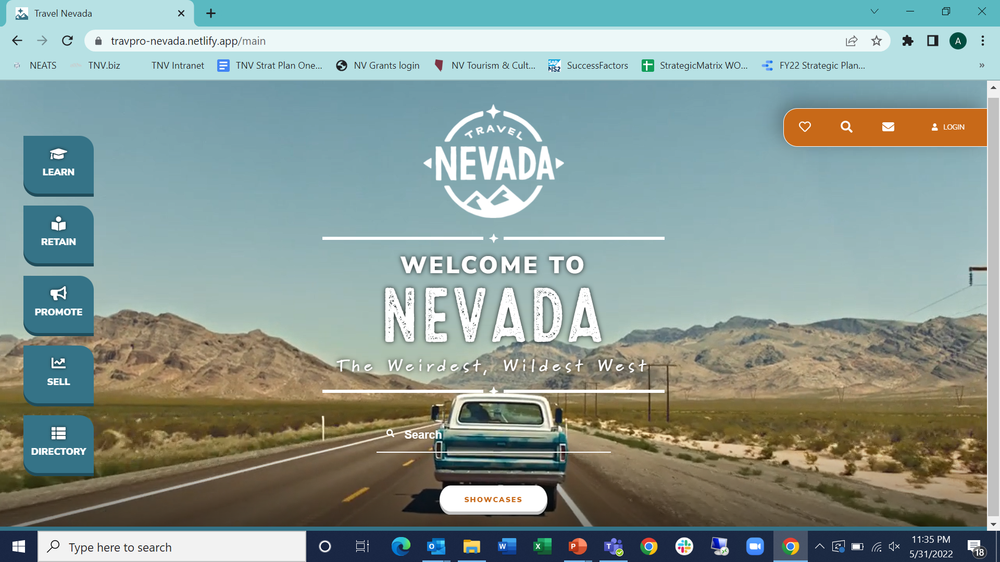 Travel Nevada
travpro-nevada.netlify.app/main
A
NEATS
TNV.biz
TNV Intranet
TNV Strat Plan One...
NV Grants login
NV Tourism & Cult...
SAP NS2
SuccessFactors
StrategicMatrix WO...
FY22 Strategic Plan...
»
TRAVEL
NEVADA
LOGIN
LEARN
RETAIN
PROMOTE
SELL
DIRECTORY
WELCOME TO
NEVADA
The Weirdest, Wildest West
Search
SHOWCASES
Type here to search
11:35 PM
5/31/2022
18